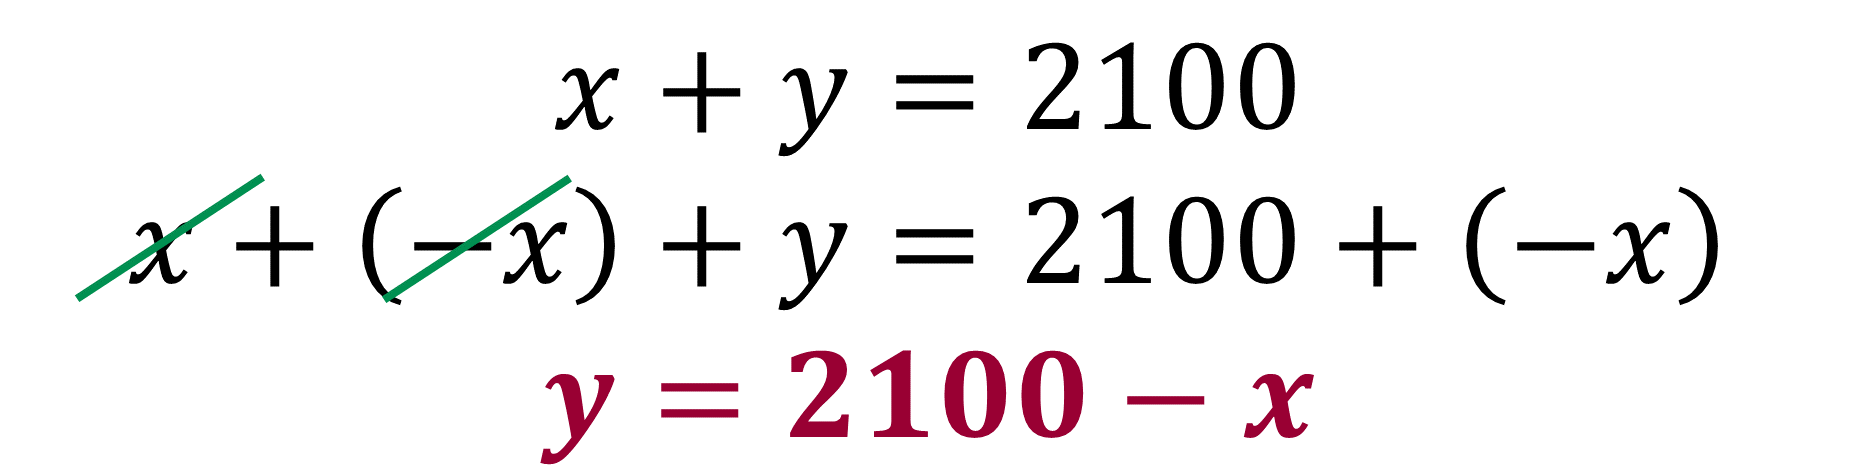 x + y = 2100
x + (−x) + y = 2100 + (−x)
y = 2100 − x